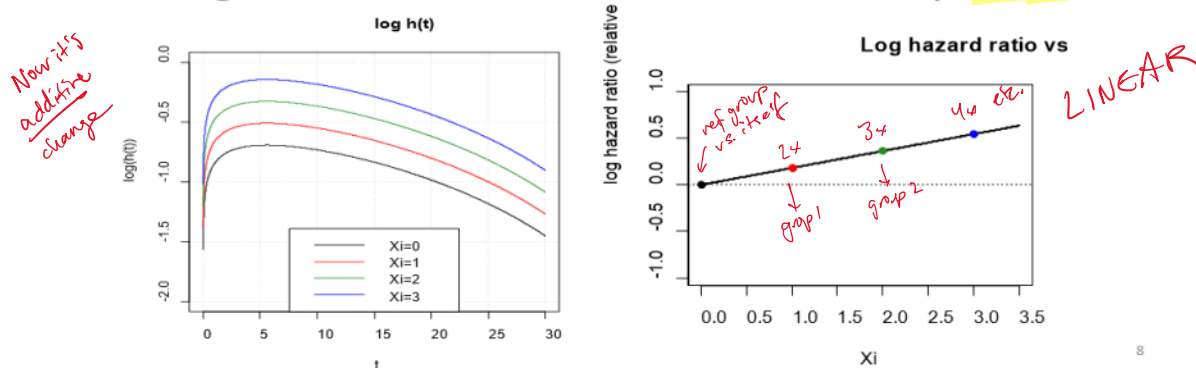 log h(t)
Now it's
additive
change
log(h(t))
0.0
-0.5
-1.0
-1.5
-2.0
Xi=0
Xi=1
Xi=2
Xi=3
0 5 10 15 20 25 30
t
Log hazard ratio vs
log hazard ratio (relative
1.0
0.5
0.0
-0.5
-1.0
ref group
vs. itself
2x
3x
4x etc.
group 1
group 2
LINEAR
0.0 0.5 1.0 1.5 2.0 2.5 3.0 3.5
Xi
8